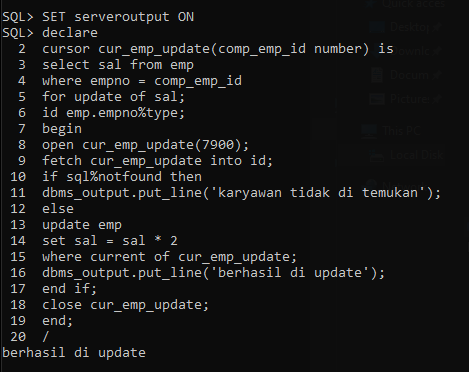 SQL> SET serveroutput ON
SQL> declare
  2  cursor cur_emp_update(comp_emp_id number) is
  3  select sal from emp
  4  where empno = comp_emp_id
  5  for update of sal;
  6  id emp.empno%type;
  7  begin
  8  open cur_emp_update(7900);
  9  fetch cur_emp_update into id;
 10  if sql%notfound then
 11  dbms_output.put_line('karyawan tidak di temukan');
 12  else
 13  update emp
 14  set sal = sal * 2
 15  where current of cur_emp_update;
 16  dbms_output.put_line('berhasil di update');
 17  end if;
 18  close cur_emp_update;
 19  end;
 20  /
berhasil di update